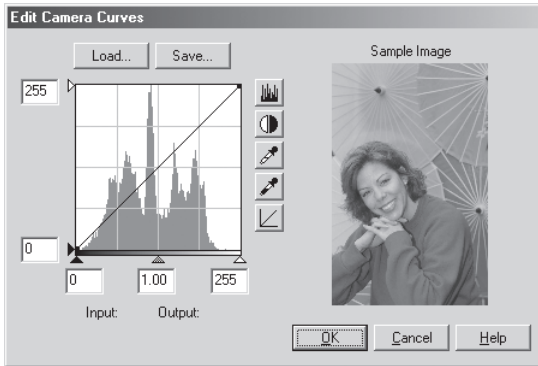 Edit Camera Curves
Load... Save...
Sample Image
255
0
0 1.00 255
Input: Output:
OK Cancel Help